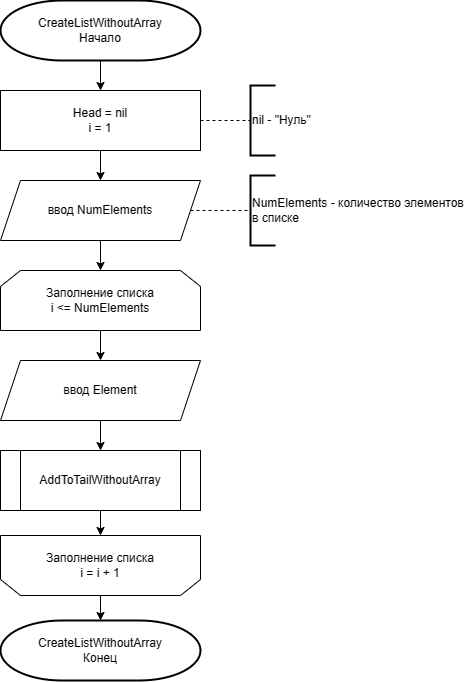 CreateListWithoutArray
Начало
Head = nil
i = 1
nil - "Нуль"
ввод NumElements
NumElements - количество элементов
в списке
Заполнение списка
i <= NumElements
ввод Element
AddToTailWithoutArray
Заполнение списка
i = i + 1
CreateListWithoutArray
Конец